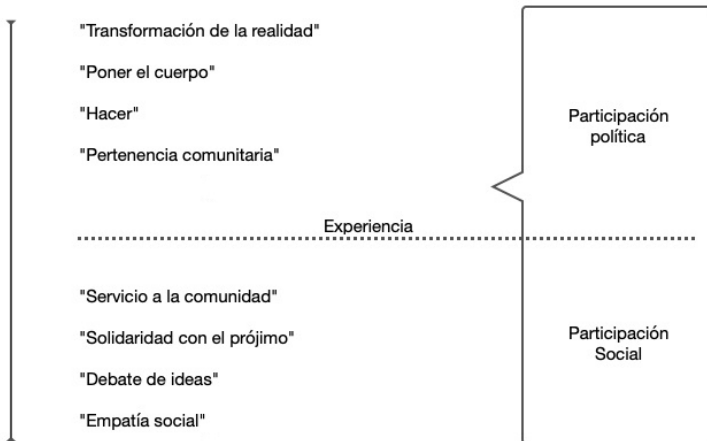 "Transformación de la realidad"
"Poner el cuerpo"
"Hacer"
"Pertenencia comunitaria"
Participación
política
Experiencia
"Servicio a la comunidad"
"Solidaridad con el prójimo"
"Debate de ideas"
"Empatía social"
Participación
Social